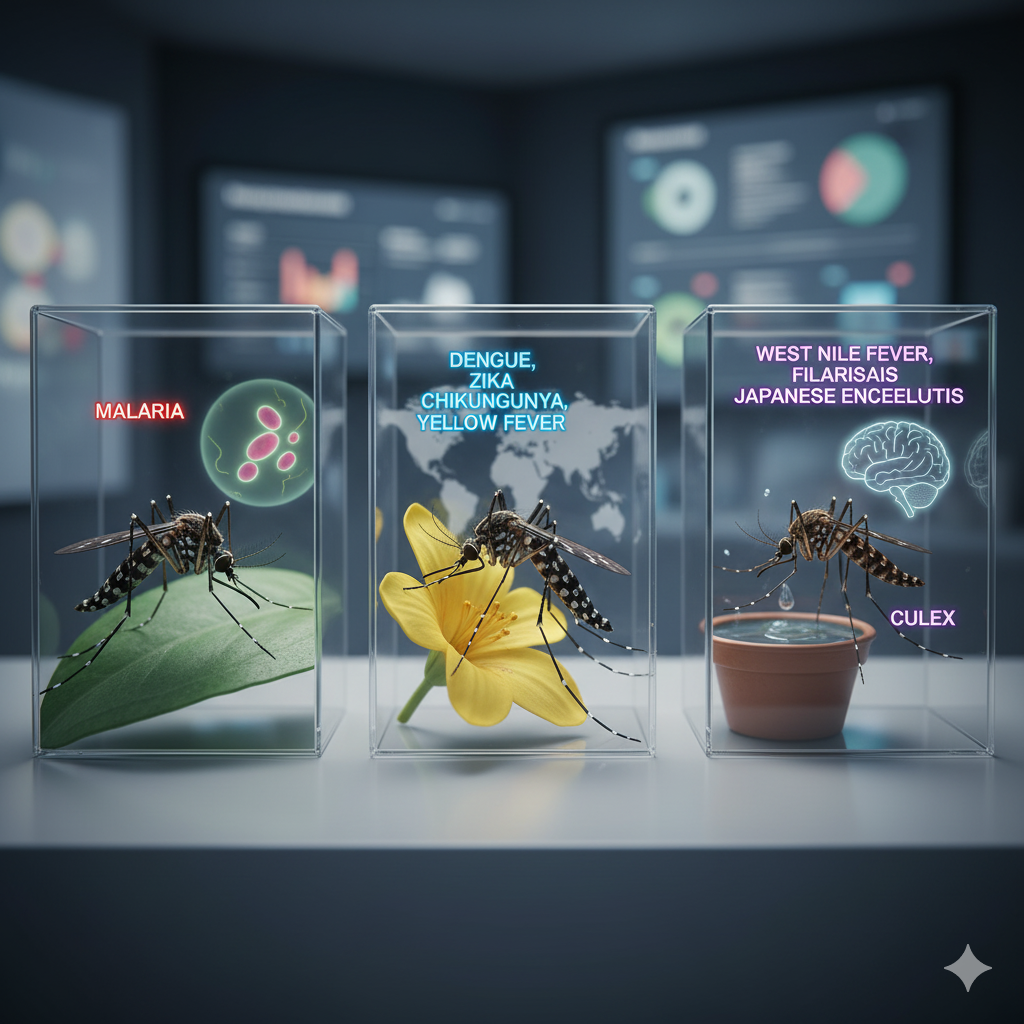 MALARIA
DENGUE,
ZIKA
CHIKUNGUNYA,
YELLOW FEVER
WEST NILE FEVER,
FILARISAIS
JAPANESE ENCEELUTIS
CULEX